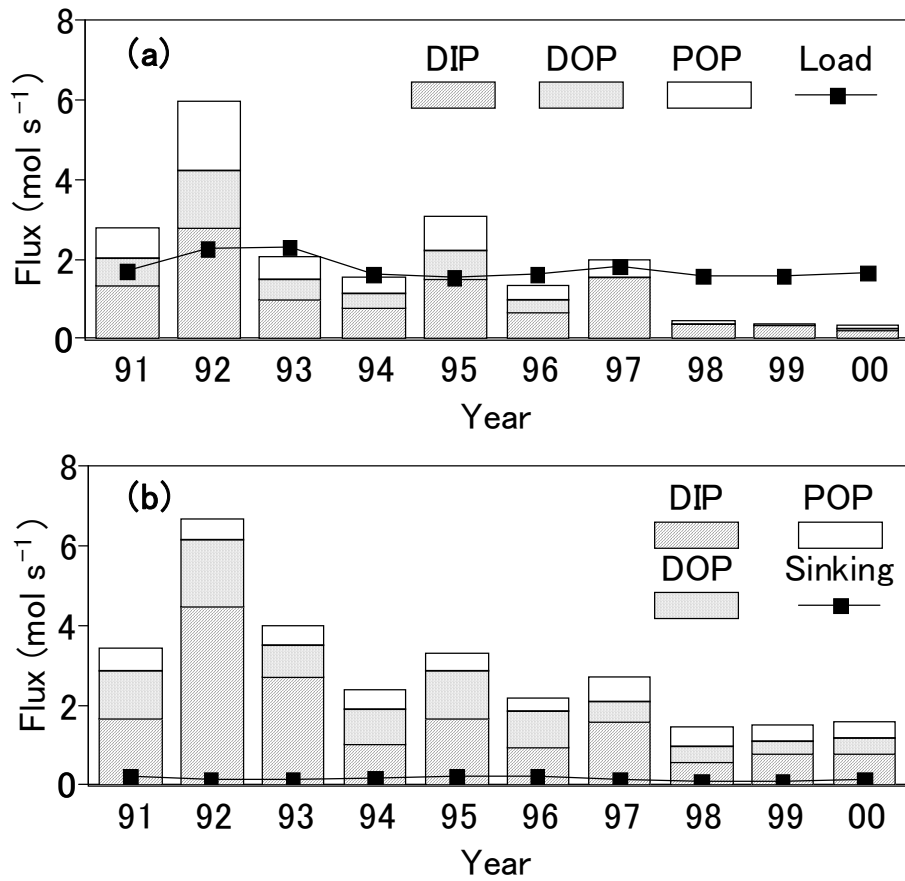 8
(a)
DIP DOP POP Load
6
4
2
0
Flux (mol s⁻¹)
91 92 93 94 95 96 97 98 99 00
Year
8
(b)
DIP POP
6
DOP Sinking
4
2
0
Flux (mol s⁻¹)
91 92 93 94 95 96 97 98 99 00
Year